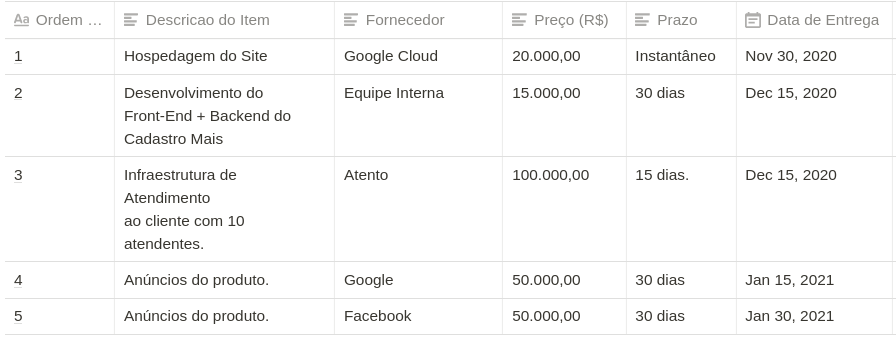 Aa Ordem ... Descricao do Item Fornecedor Preço (R$) Prazo Data de Entrega
1 Hospedagem do Site Google Cloud 20.000,00 Instantâneo Nov 30, 2020
2 Desenvolvimento do Equipe Interna 15.000,00 30 dias Dec 15, 2020
Front-End + Backend do
Cadastro Mais
3 Infraestrutura de Atento 100.000,00 15 dias. Dec 15, 2020
Atendimento
ao cliente com 10
atendentes.
4 Anúncios do produto. Google 50.000,00 30 dias Jan 15, 2021
5 Anúncios do produto. Facebook 50.000,00 30 dias Jan 30, 2021